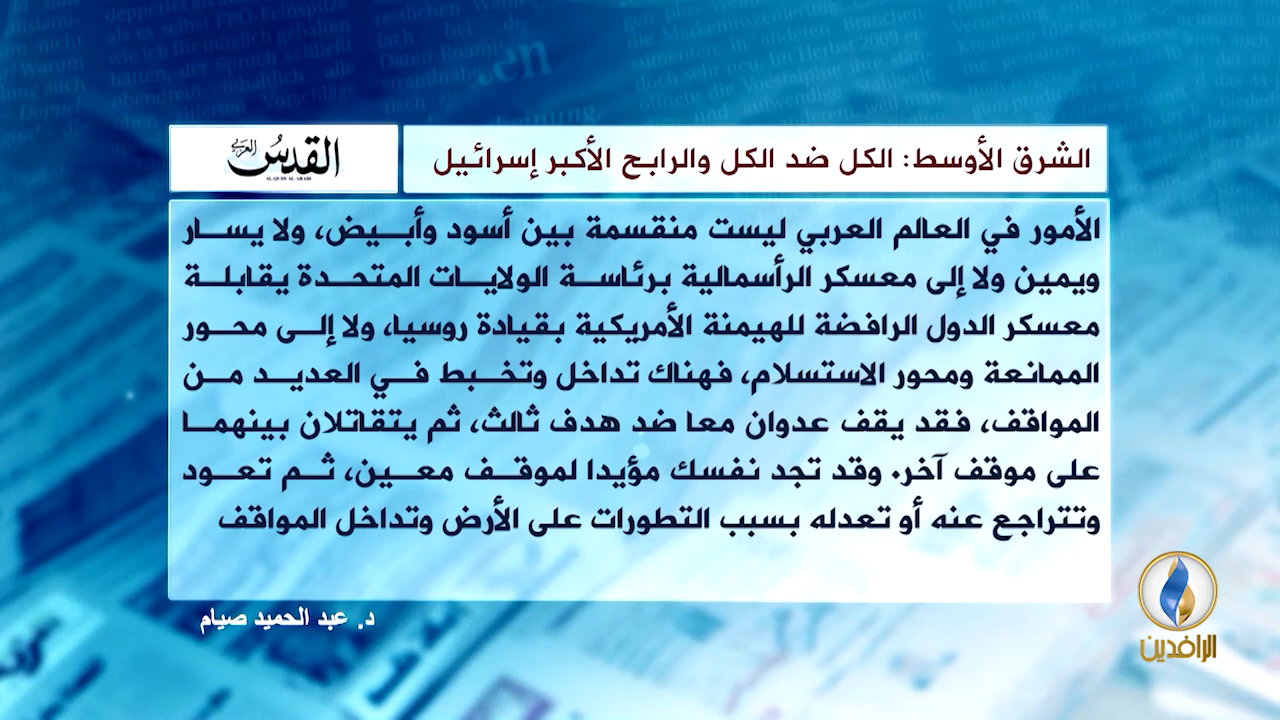 الشرق الأوسط: الكل ضد الكل والرابح الأكبر إسرائيل
القدس العربي
AL-QUDS AL-ARABI
الأمور في العالم العربي ليست منقسمة بين أسود وأبيض، ولا يسار
ويمين ولا إلى معسكر الرأسمالية برئاسة الولايات المتحدة يقابلة
معسكر الدول الرافضة للهيمنة الأمريكية بقيادة روسيا، ولا إلى محور
الممانعة ومحور الاستسلام، فهناك تداخل وتخبط في العديد من
المواقف، فقد يقف عدوان معا ضد هدف ثالث، ثم يتقاتلان بينهما
على موقف آخر. وقد تجد نفسك مؤيدا لموقف معين، ثم تعود
وتتراجع عنه أو تعدله بسبب التطورات على الأرض وتداخل المواقف
د. عبد الحميد صيام
الرافدين